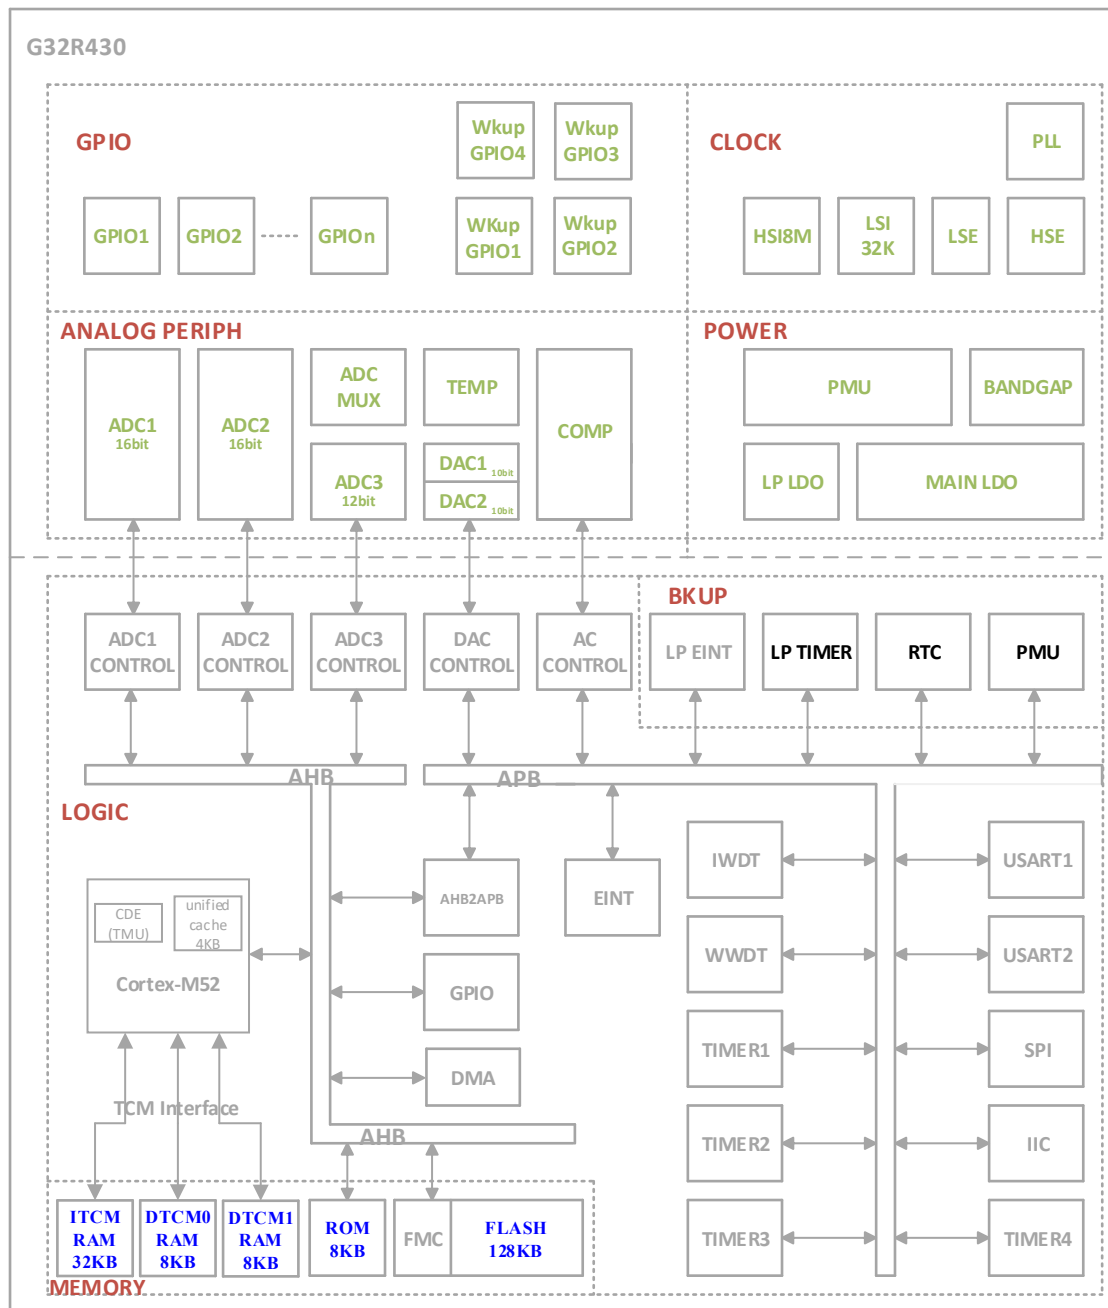 G32R430
GPIO
Wkup
GPIO4
Wkup
GPIO3
GPIO1
GPIO2
GPIOn
WKup
GPIO1
Wkup
GPIO2
CLOCK
PLL
HSI8M
LSI
32K
LSE
HSE
ANALOG PERIPH
ADC1
16bit
ADC2
16bit
ADC
MUX
ADC3
12bit
TEMP
DAC1 10bit
DAC2 10bit
COMP
POWER
PMU
BANDGAP
LP LDO
MAIN LDO
ADC1
CONTROL
ADC2
CONTROL
ADC3
CONTROL
DAC
CONTROL
AC
CONTROL
BKUP
LP EINT
LP TIMER
RTC
PMU
AHB
APB
LOGIC
CDE
(TMU)
unified
cache
4KB
Cortex-M52
AHB2APB
EINT
GPIO
DMA
TCM Interface
AHB
IWDT
USART1
WWDT
USART2
TIMER1
SPI
TIMER2
IIC
TIMER3
TIMER4
ITCM
RAM
32KB
DTCM0
RAM
8KB
DTCM1
RAM
8KB
ROM
8KB
FMC
FLASH
128KB
MEMORY